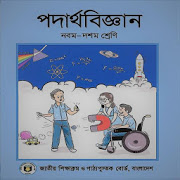 পদার্থবিজ্ঞান
নবম-দশম শ্রেণি
জাতীয় শিক্ষাক্রম ও পাঠ্যপুস্তক বোর্ড, বাংলাদেশ